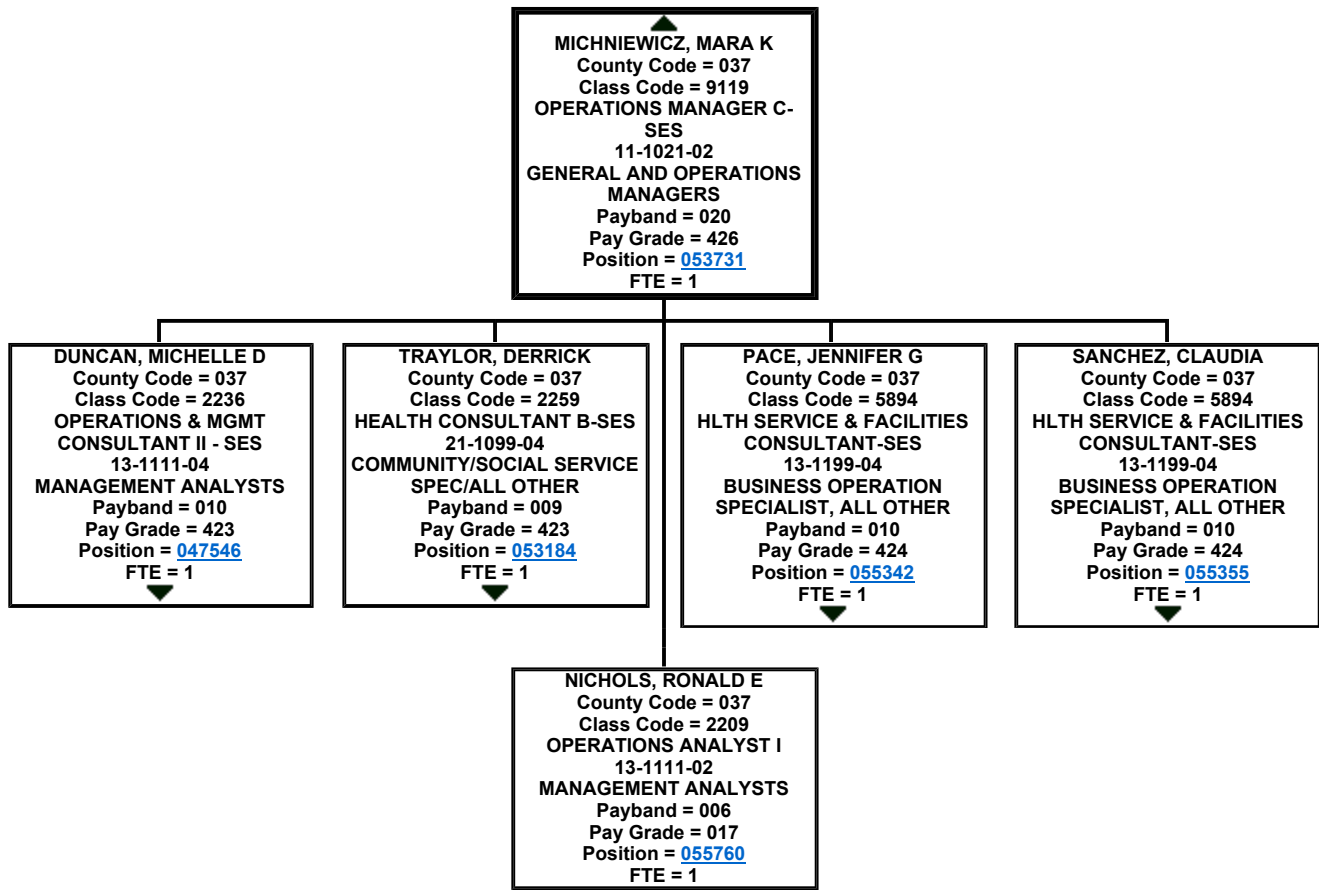 MICHNIEWICZ, MARA K
County Code = 037
Class Code = 9119
OPERATIONS MANAGER C-
SES
11-1021-02
GENERAL AND OPERATIONS
MANAGERS
Payband = 020
Pay Grade = 426
Position = 053731
FTE = 1
DUNCAN, MICHELLE D
County Code = 037
Class Code = 2236
OPERATIONS & MGMT
CONSULTANT II - SES
13-1111-04
MANAGEMENT ANALYSTS
Payband = 010
Pay Grade = 423
Position = 047546
FTE = 1
TRAYLOR, DERRICK
County Code = 037
Class Code = 2259
HEALTH CONSULTANT B-SES
21-1099-04
COMMUNITY/SOCIAL SERVICE
SPEC/ALL OTHER
Payband = 009
Pay Grade = 423
Position = 053184
FTE = 1
PACE, JENNIFER G
County Code = 037
Class Code = 5894
HLTH SERVICE & FACILITIES
CONSULTANT-SES
13-1199-04
BUSINESS OPERATION
SPECIALIST, ALL OTHER
Payband = 010
Pay Grade = 424
Position = 055342
FTE = 1
SANCHEZ, CLAUDIA
County Code = 037
Class Code = 5894
HLTH SERVICE & FACILITIES
CONSULTANT-SES
13-1199-04
BUSINESS OPERATION
SPECIALIST, ALL OTHER
Payband = 010
Pay Grade = 424
Position = 055355
FTE = 1
NICHOLS, RONALD E
County Code = 037
Class Code = 2209
OPERATIONS ANALYST I
13-1111-02
MANAGEMENT ANALYSTS
Payband = 006
Pay Grade = 017
Position = 055760
FTE = 1